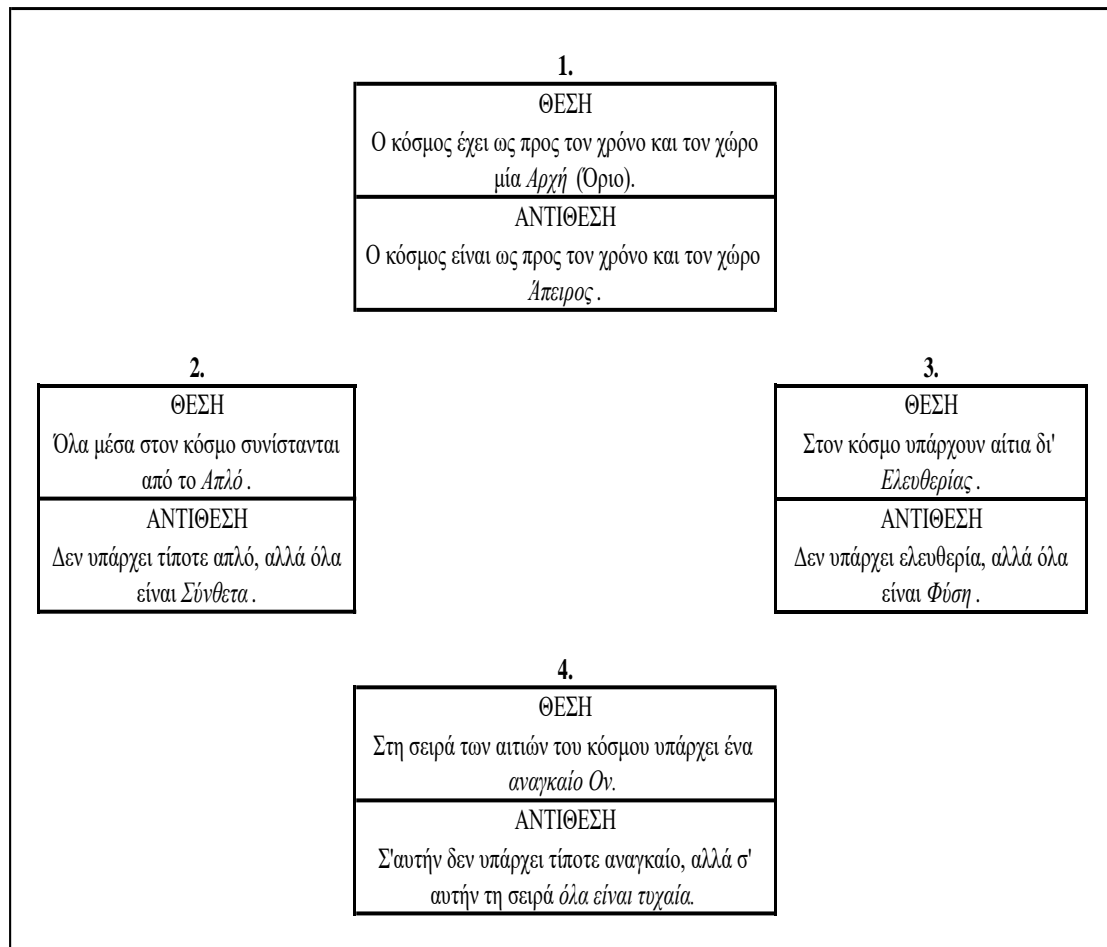 1.
ΘΕΣΗ
Ο κόσμος έχει ως προς τον χρόνο και τον χώρο
μία Αρχή (Όριο).
ΑΝΤΙΘΕΣΗ
Ο κόσμος είναι ως προς τον χρόνο και τον χώρο
Άπειρος .
2.
ΘΕΣΗ
Όλα μέσα στον κόσμο συνίστανται
από το Απλό .
ΑΝΤΙΘΕΣΗ
Δεν υπάρχει τίποτε απλό, αλλά όλα
είναι Σύνθετα .
3.
ΘΕΣΗ
Στον κόσμο υπάρχουν αίτια δι'
Ελευθερίας .
ΑΝΤΙΘΕΣΗ
Δεν υπάρχει ελευθερία, αλλά όλα
είναι Φύση .
4.
ΘΕΣΗ
Στη σειρά των αιτιών του κόσμου υπάρχει ένα
αναγκαίο Ον.
ΑΝΤΙΘΕΣΗ
Σ'αυτήν δεν υπάρχει τίποτε αναγκαίο, αλλά σ'
αυτήν τη σειρά όλα είναι τυχαία.